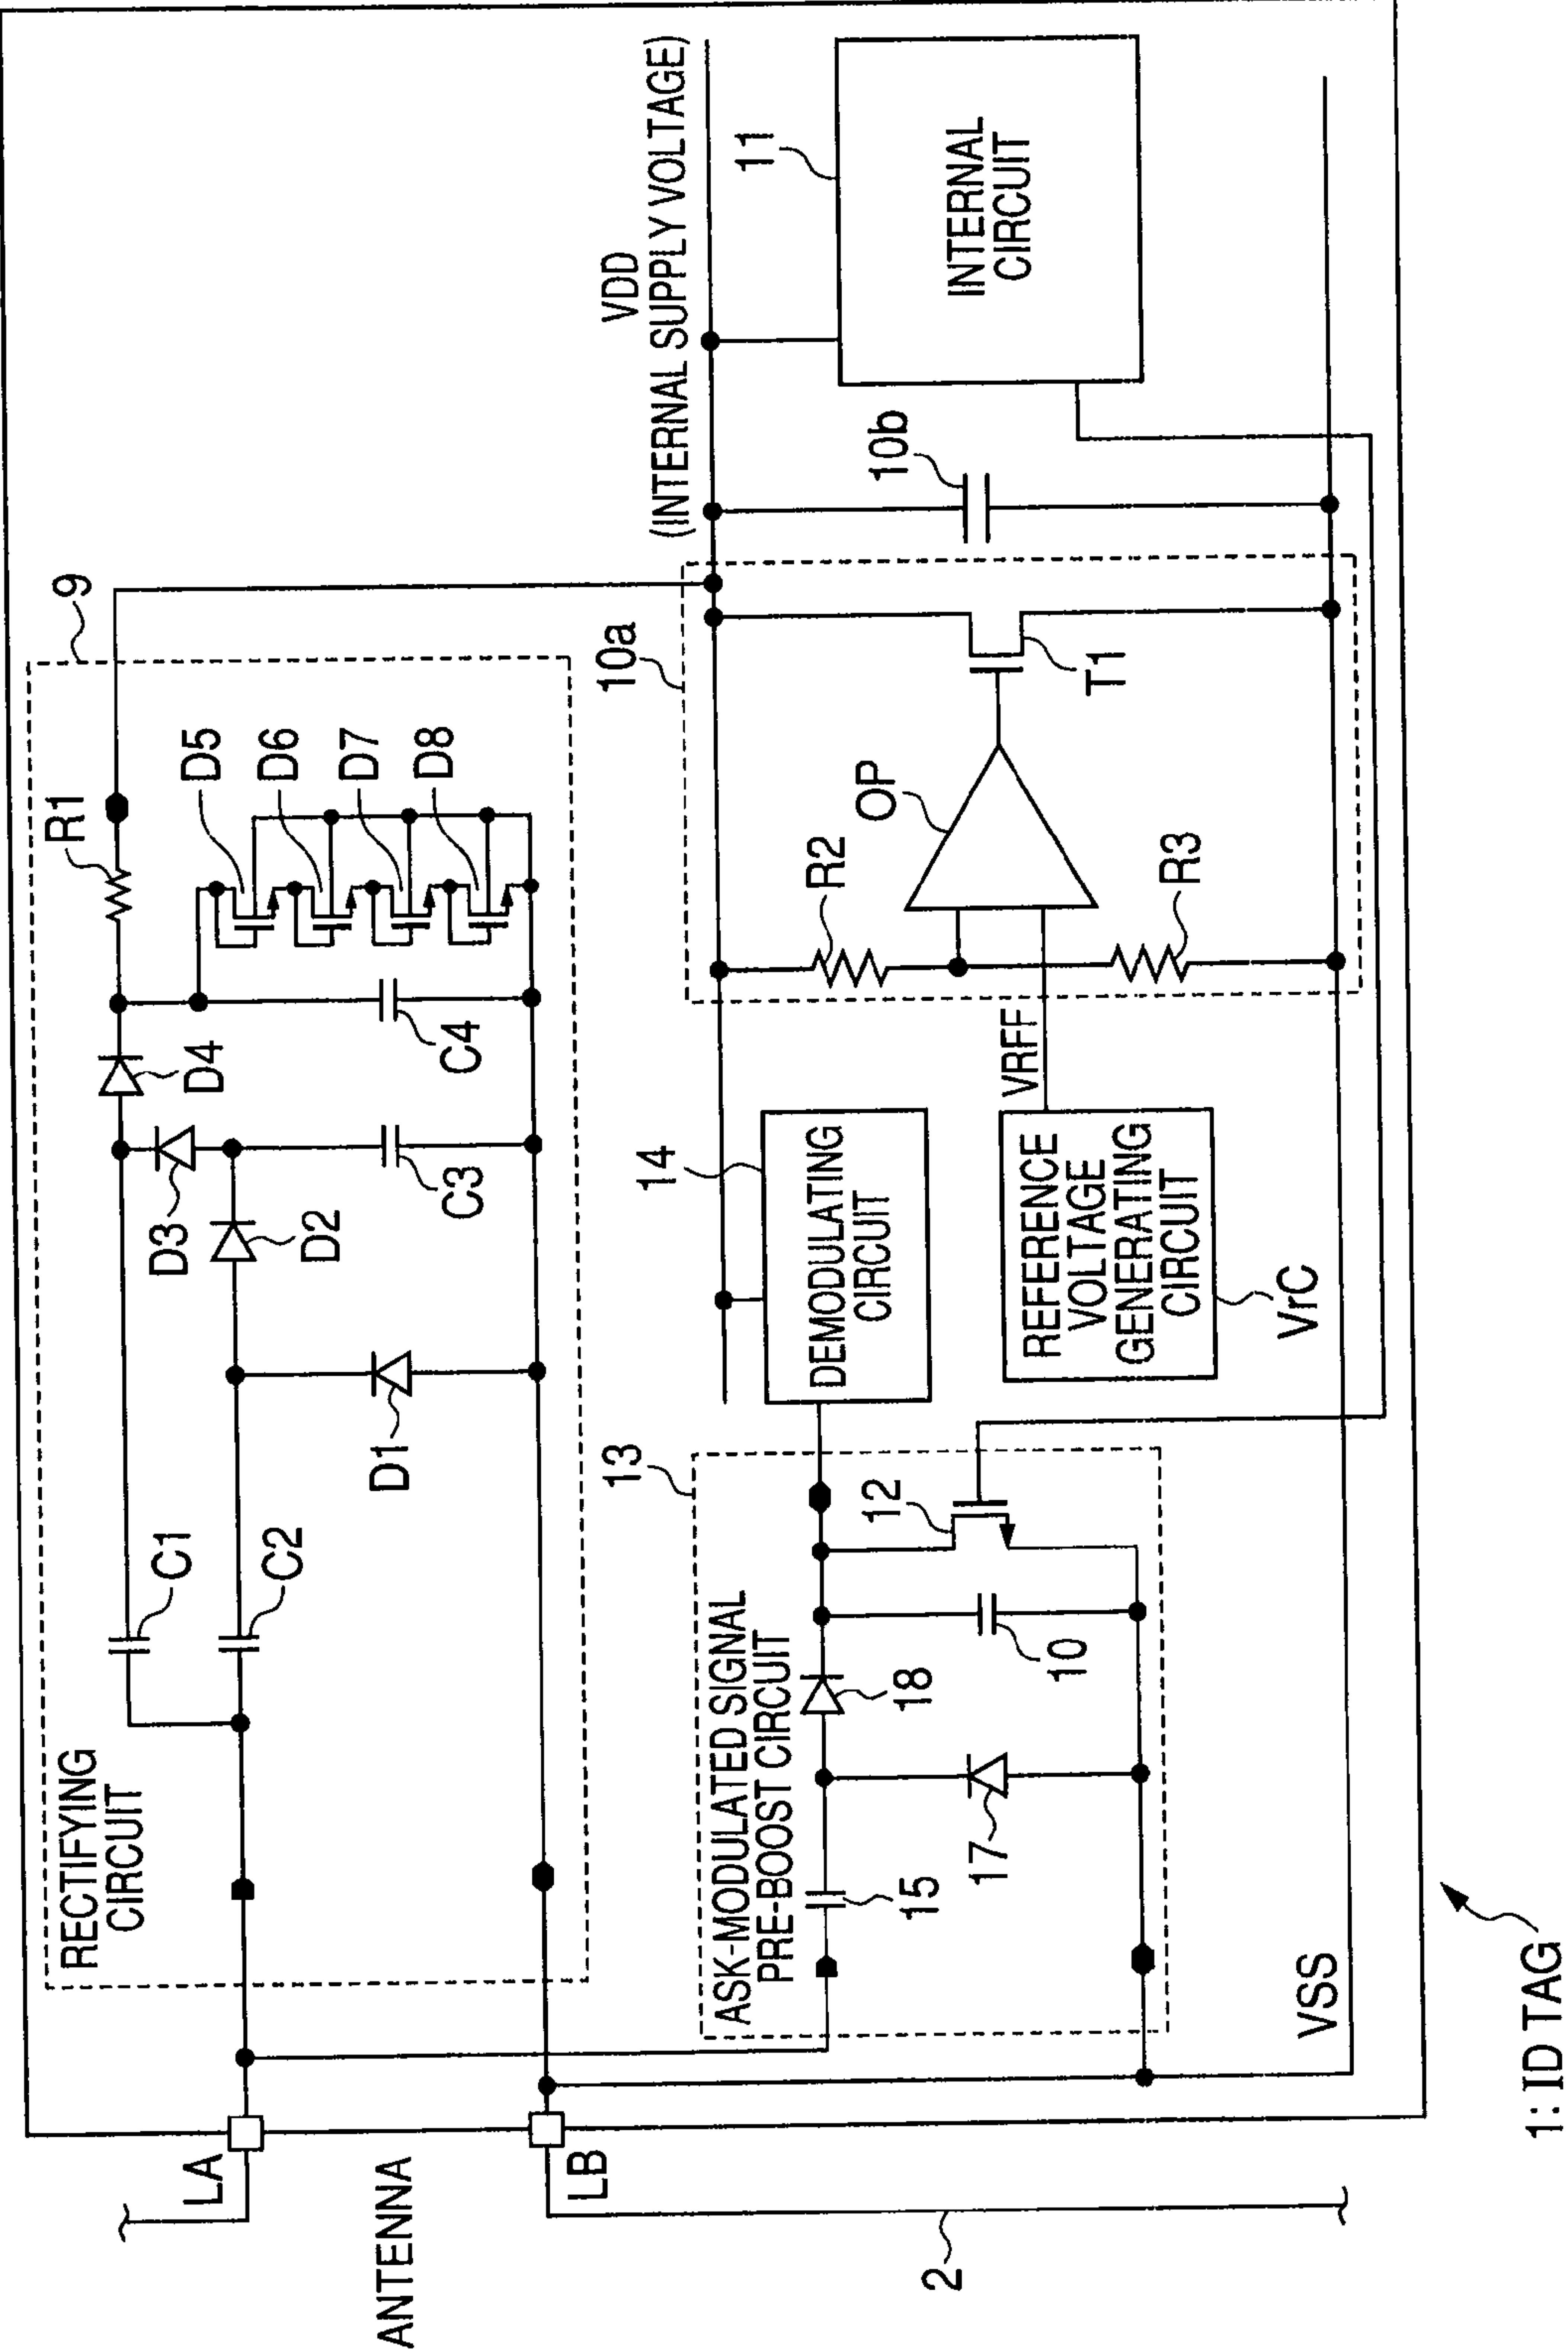 9
RECTIFYING
CIRCUIT
C1
C2
D1
D3
D2
D4
C3
C4
R1
D5
D6
D7
D8
LA
ANTENNA
LB
2
VDD
(INTERNAL SUPPLY VOLTAGE)
13
ASK-MODULATED SIGNAL
PRE-BOOST CIRCUIT
15
17
18
10
12
14
DEMODULATING
CIRCUIT
VRFF
REFERENCE
VOLTAGE
GENERATING
CIRCUIT
VrC
10a
R2
OP
R3
T1
10b
11
INTERNAL
CIRCUIT
VSS
1: ID TAG